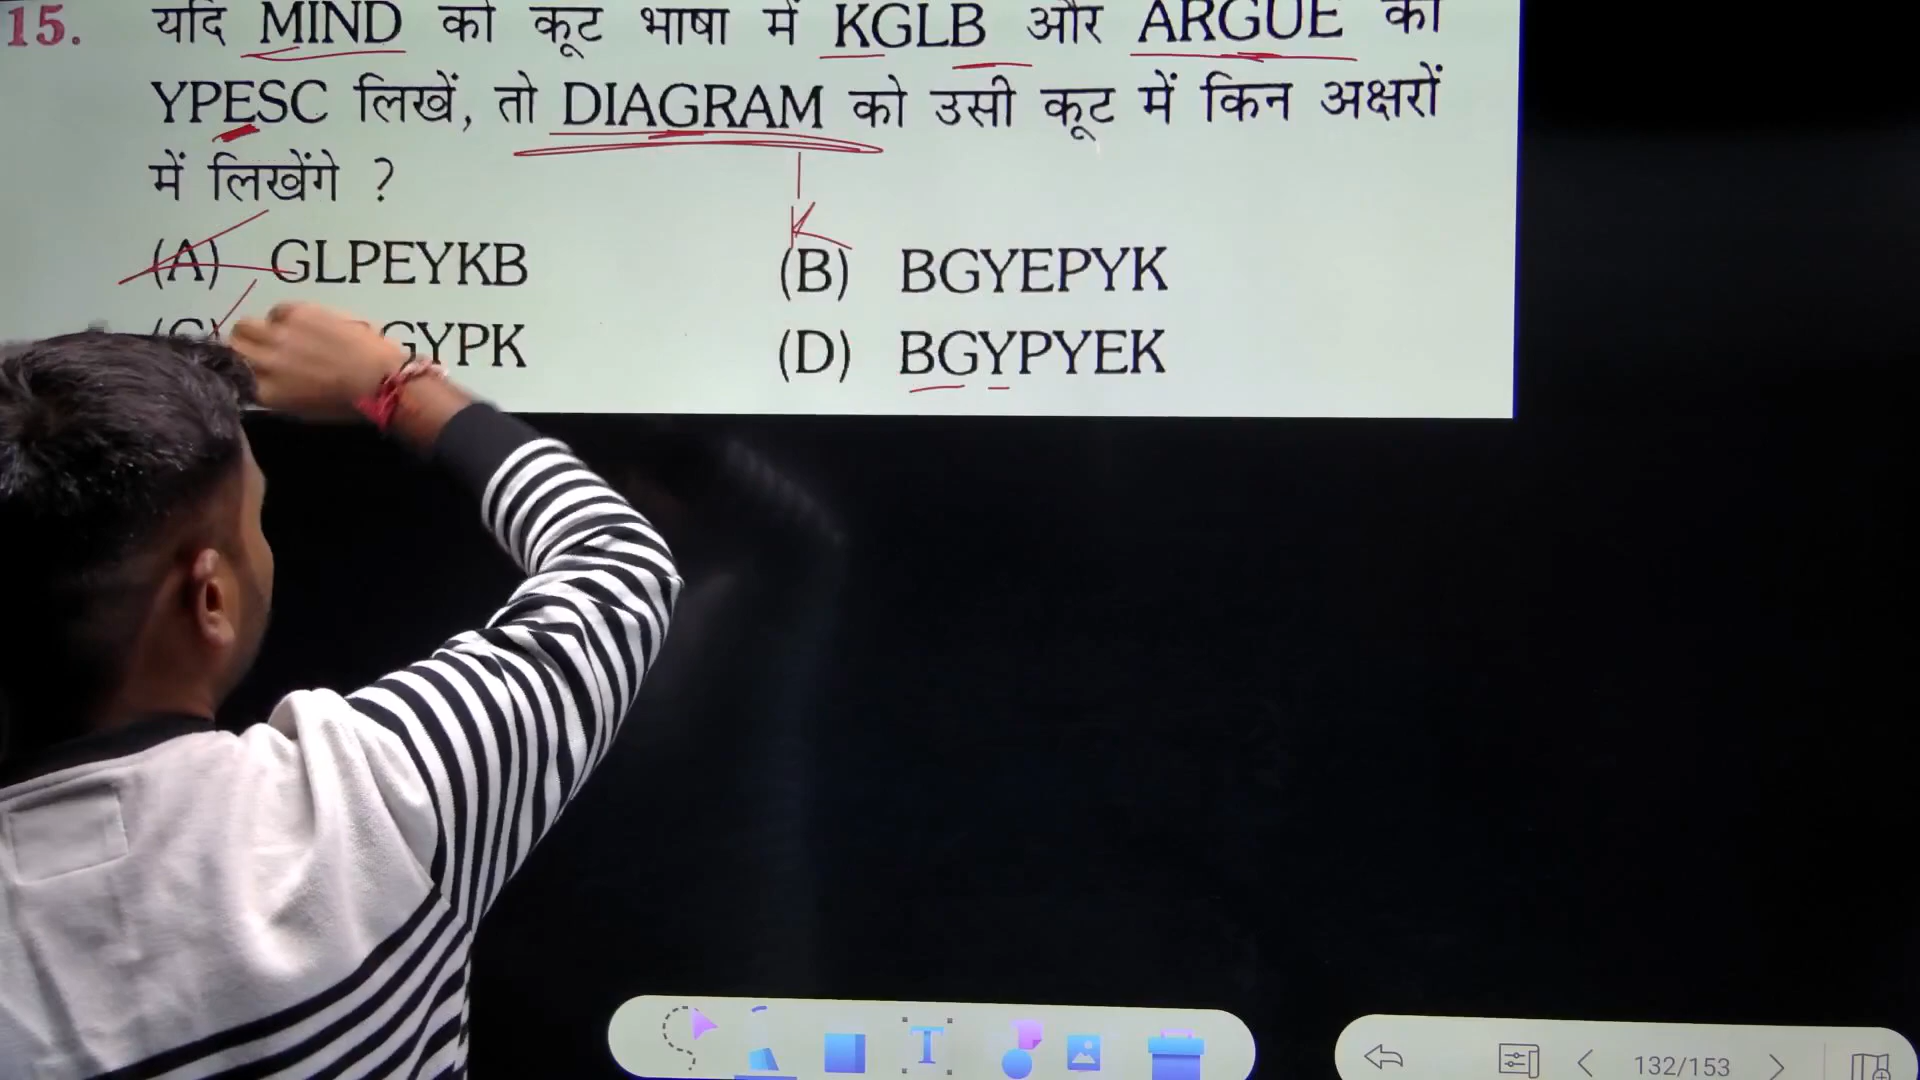 15. यदि MIND को कूट भाषा में KGLB और ARGUE को
YPESC लिखें, तो DIAGRAM को उसी कूट में किन अक्षरों
में लिखेंगे ?
K
(A) GLPEYKB (B) BGYEPYK
GYPK (D) BGYPYEK
T
132/153